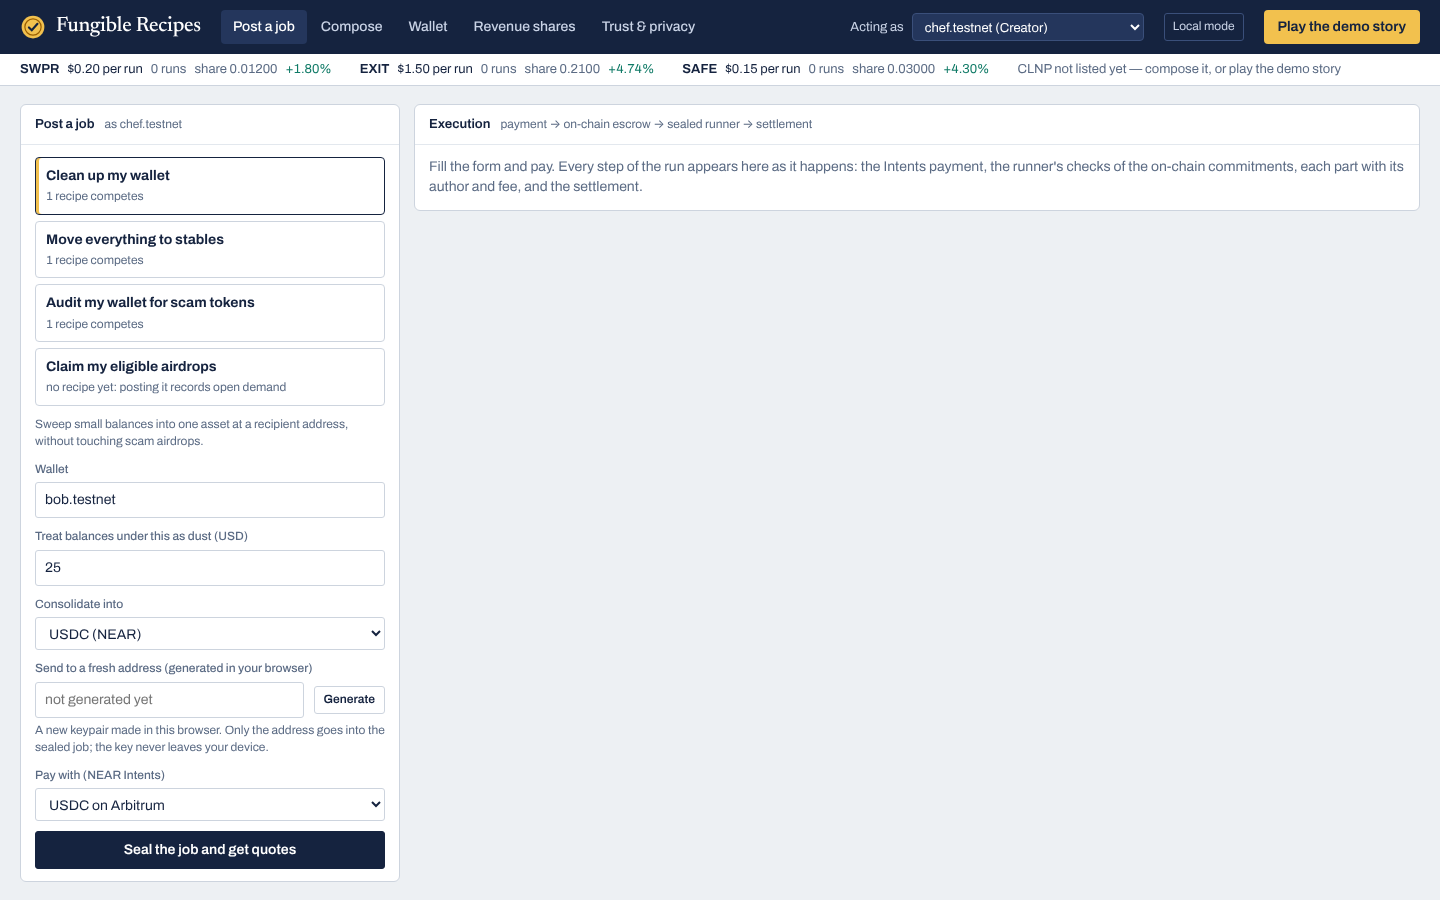 Fungible Recipes
Post a job
Compose
Wallet
Revenue shares
Trust & privacy
Acting as
chef.testnet (Creator)
Local mode
Play the demo story
SWPR $0.20 per run 0 runs share 0.01200 +1.80%
EXIT $1.50 per run 0 runs share 0.2100 +4.74%
SAFE $0.15 per run 0 runs share 0.03000 +4.30%
CLNP not listed yet — compose it, or play the demo story
Post a job as chef.testnet
Clean up my wallet
1 recipe competes
Move everything to stables
1 recipe competes
Audit my wallet for scam tokens
1 recipe competes
Claim my eligible airdrops
no recipe yet: posting it records open demand
Sweep small balances into one asset at a recipient address,
without touching scam airdrops.
Wallet
bob.testnet
Treat balances under this as dust (USD)
25
Consolidate into
USDC (NEAR)
Send to a fresh address (generated in your browser)
not generated yet
Generate
A new keypair made in this browser. Only the address goes into the
sealed job; the key never leaves your device.
Pay with (NEAR Intents)
USDC on Arbitrum
Seal the job and get quotes
Execution payment → on-chain escrow → sealed runner → settlement
Fill the form and pay. Every step of the run appears here as it happens: the Intents payment, the runner's checks of the on-chain commitments, each part with its
author and fee, and the settlement.